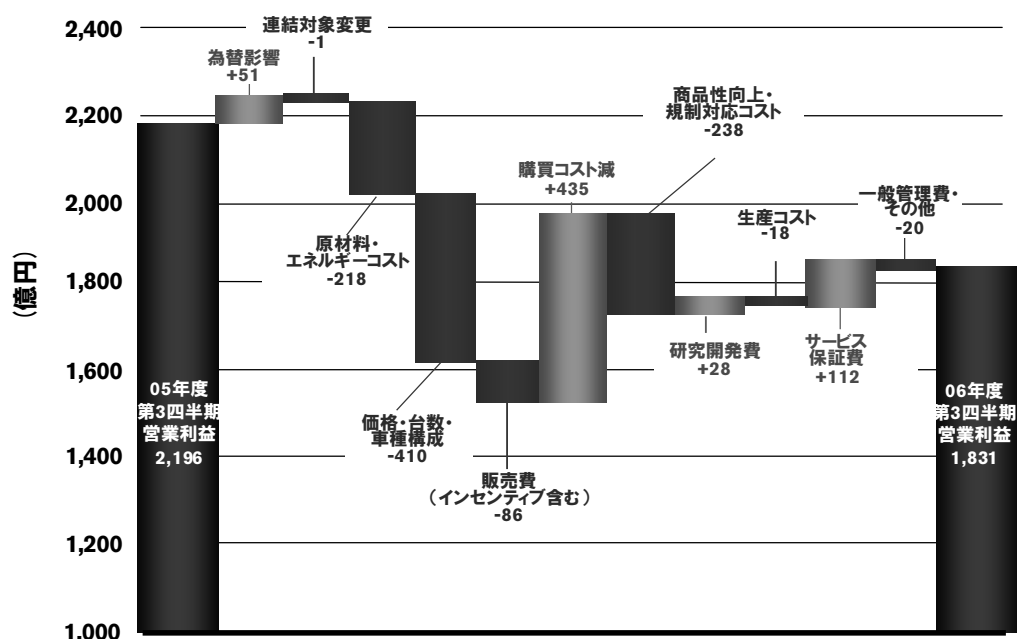 (億円)
2,400
2,200
2,000
1,800
1,600
1,400
1,200
1,000
05年度
第3四半期
営業利益
2,196
為替影響
+51
連結対象変更
-1
原材料・
エネルギーコスト
-218
価格・台数・
車種構成
-410
販売費
（インセンティブ含む）
-86
購買コスト減
+435
商品性向上・
規制対応コスト
-238
研究開発費
+28
生産コスト
-18
サービス
保証費
+112
一般管理費・
その他
-20
06年度
第3四半期
営業利益
1,831